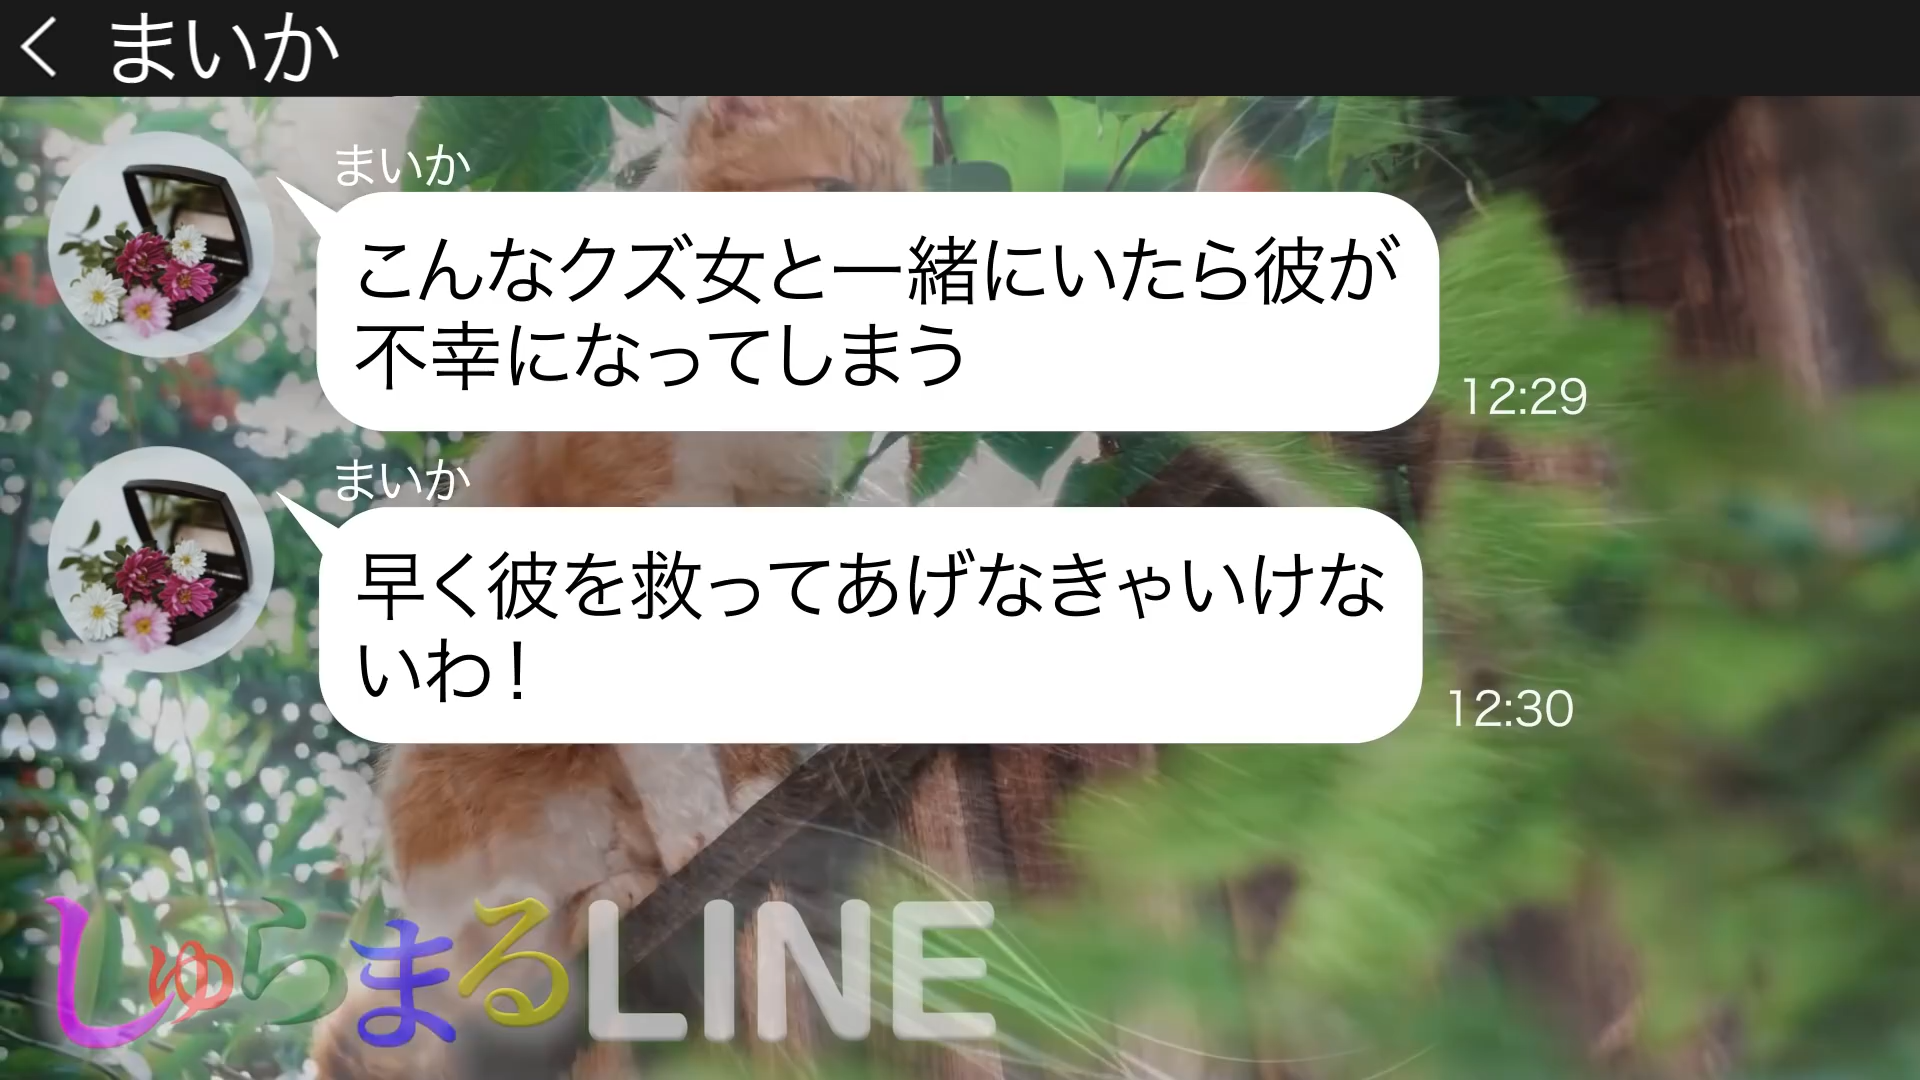 まいか
まいか
こんなクズ女と一緒にいたら彼が
不幸になってしまう
12:29
まいか
早く彼を救ってあげなきゃいけな
いわ！
12:30
しゅらまるLINE